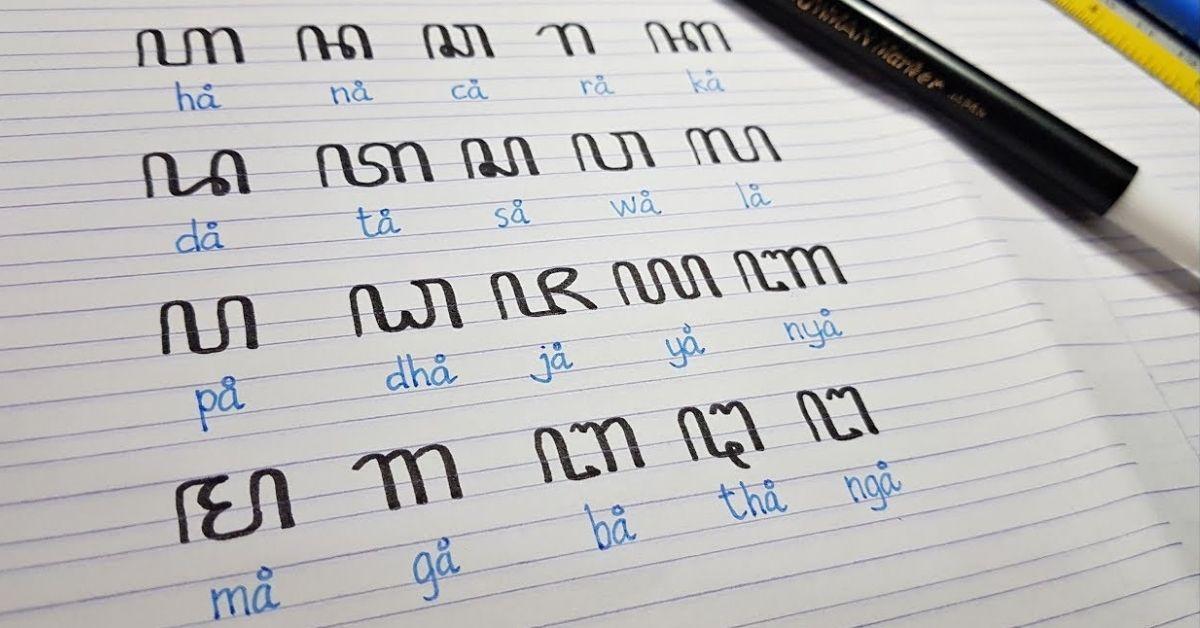 ꦲ ꦤ ꦕ ꦫ ꦏ
hå nå cå rå kå
ꦢ ꦠ ꦱ ꦮ ꦭ
då tå så wå lå
ꦥ ꦝ ꦗ ꦪ ꦚ
på dhå jå yå nyå
ꦩ ꦒ ꦧ ꦛ ꦔ
må gå bå thå ngå
Marker JAPAN